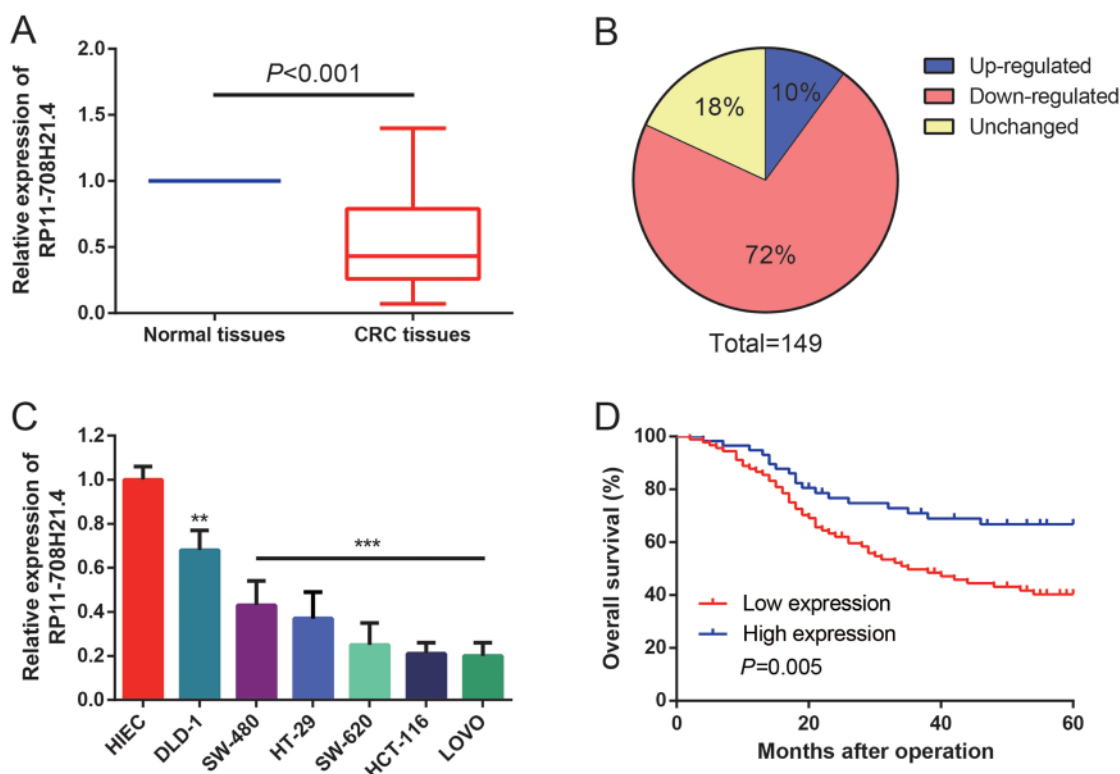 A
Relative expression of
RP11-708H21.4
2.0
1.5
1.0
0.5
0.0
P<0.001
Normal tissues
CRC tissues
B
10%
18%
72%
Total=149
Up-regulated
Down-regulated
Unchanged
C
Relative expression of
RP11-708H21.4
1.2
1.0
0.8
0.6
0.4
0.2
0.0
**
***
HIEC
DLD-1
SW-480
HT-29
SW-620
HCT-116
LOVO
D
Overall survival (%)
100
80
60
40
20
0
Low expression
High expression
P=0.005
0
20
40
60
Months after operation